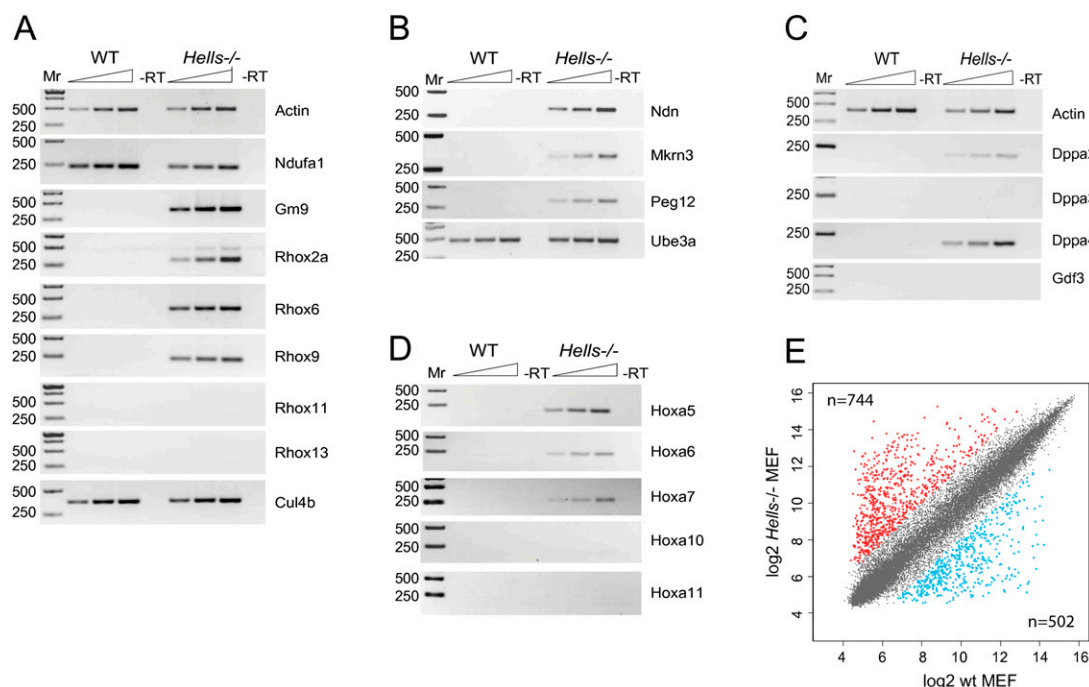 A
WT
Hells-/-
Mr
-RT
-RT
500
250
Actin
500
250
Ndufa1
500
250
Gm9
500
250
Rhox2a
500
250
Rhox6
500
250
Rhox9
500
250
Rhox11
500
250
Rhox13
500
250
Cul4b
B
WT
Hells-/-
Mr
-RT
-RT
500
250
Ndn
500
250
Mkrn3
500
250
Peg12
500
250
Ube3a
C
WT
Hells-/-
Mr
-RT
-RT
500
250
Actin
250
250
250
500
250
Gdf3
D
WT
Hells-/-
Mr
-RT
-RT
500
250
Hoxa5
500
250
Hoxa6
500
250
Hoxa7
500
250
Hoxa10
500
250
Hoxa11
E
n=744
n=502
16
14
12
10
8
6
4
log2 Hells-/- MEF
4 6 8 10 12 14 16
log2 wt MEF